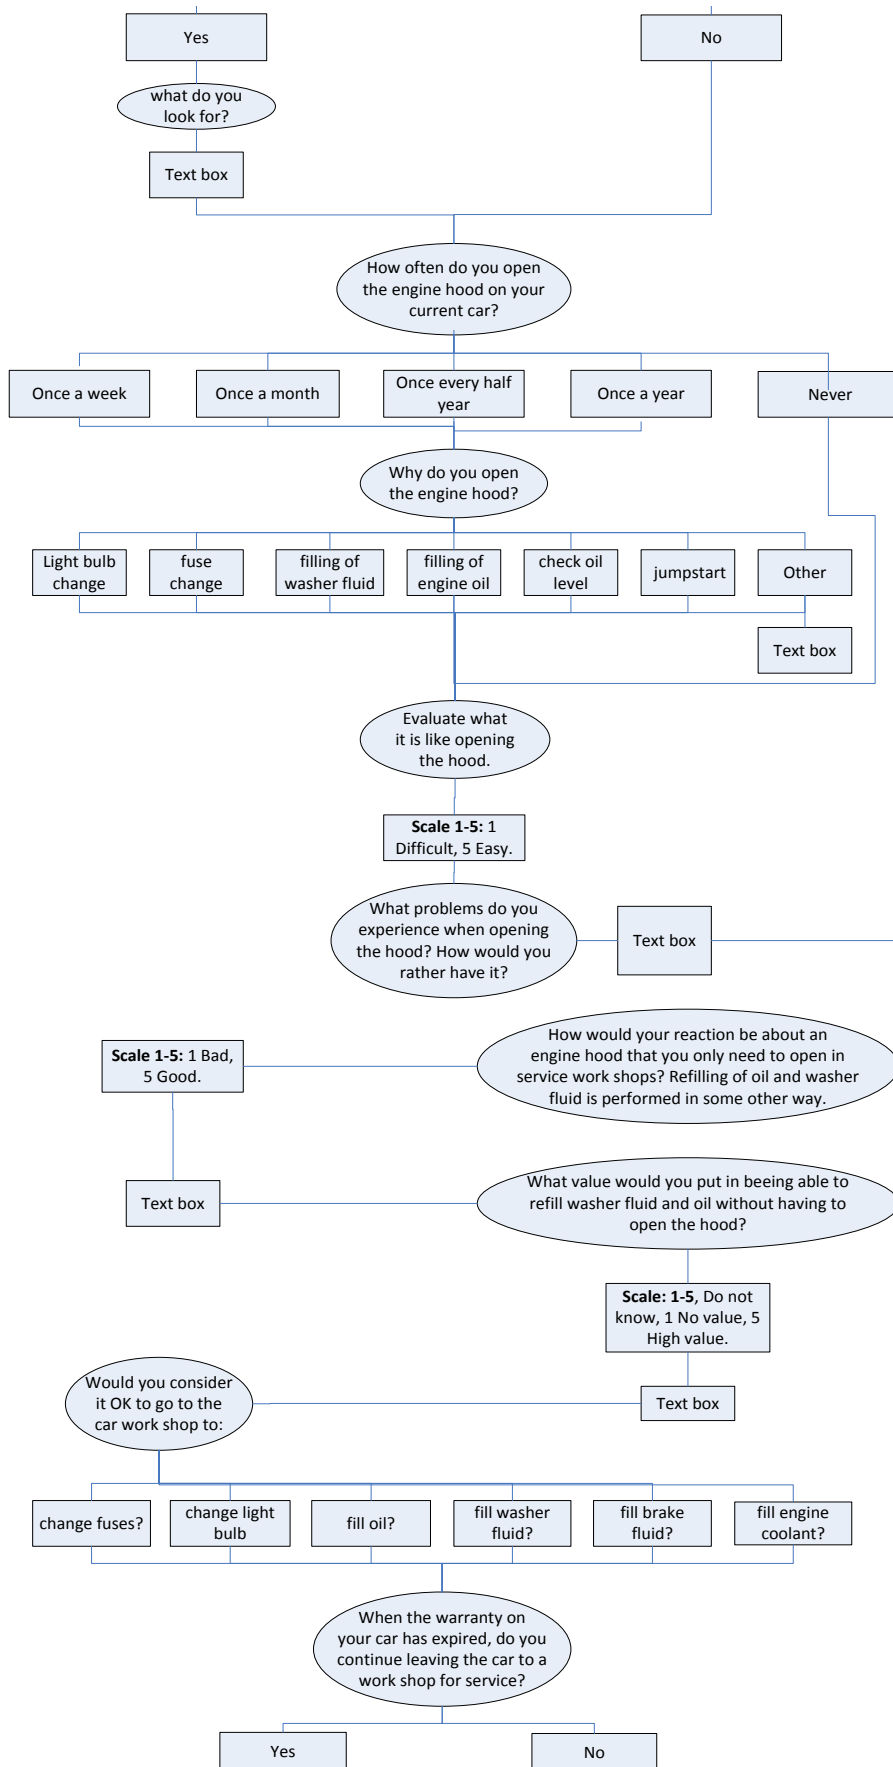 Yes
No
what do you
look for?
Text box
How often do you open
the engine hood on your
current car?
Once a week
Once a month
Once every half
year
Once a year
Never
Why do you open
the engine hood?
Light bulb
change
fuse
change
filling of
washer fluid
filling of
engine oil
check oil
level
jumpstart
Other
Text box
Evaluate what
it is like opening
the hood.
Scale 1-5: 1
Difficult, 5 Easy.
What problems do you
experience when opening
the hood? How would you
rather have it?
Text box
How would your reaction be about an
engine hood that you only need to open in
service work shops? Refilling of oil and washer
fluid is performed in some other way.
Scale 1-5: 1 Bad,
5 Good.
Text box
What value would you put in beeing able to
refill washer fluid and oil without having to
open the hood?
Scale: 1-5, Do not
know, 1 No value, 5
High value.
Text box
Would you consider
it OK to go to the
car work shop to:
change fuses?
change light
bulb
fill oil?
fill washer
fluid?
fill brake
fluid?
fill engine
coolant?
When the warranty on
your car has expired, do you
continue leaving the car to a
work shop for service?
Yes
No